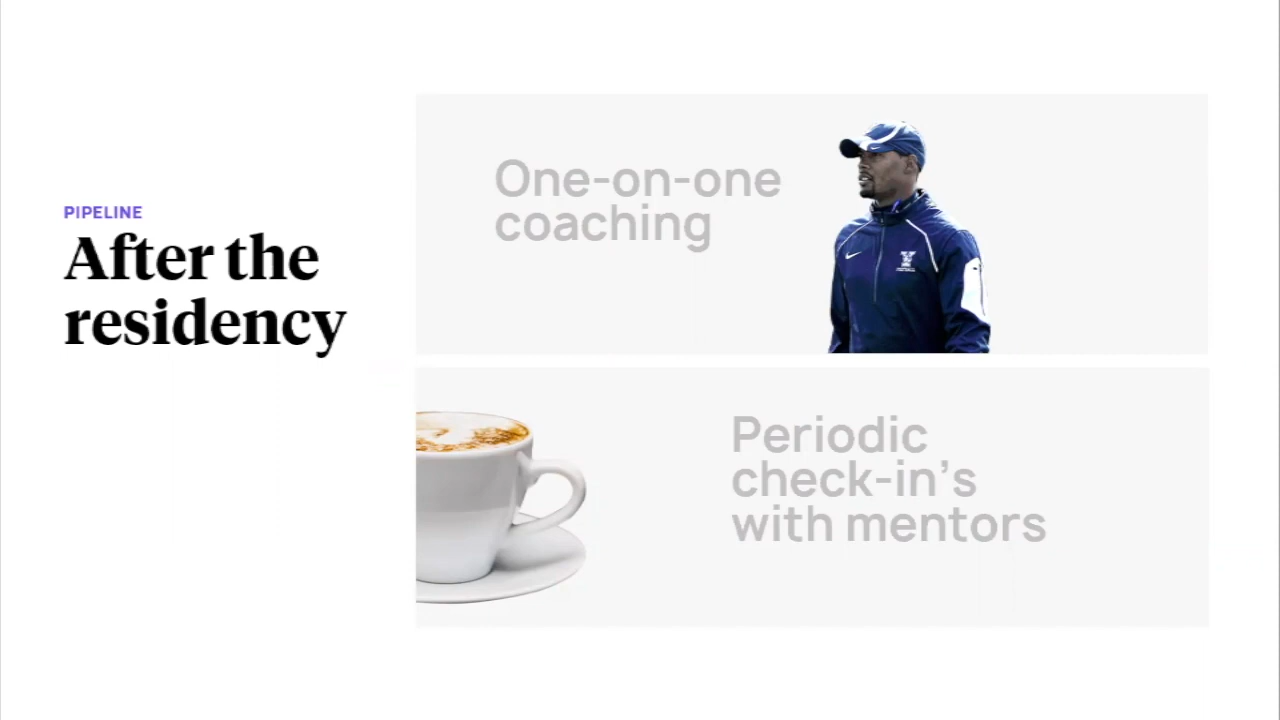 PIPELINE
After the
residency
One-on-one
coaching
Periodic
check-in’s
with mentors